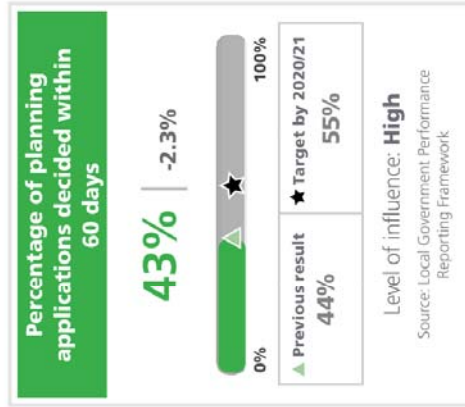 Percentage of planning
applications decided within
60 days
43% -2.3%
0% 100%
Previous result
44%
Target by 2020/21
55%
Level of influence: High
Source: Local Government Performance
Reporting Framework